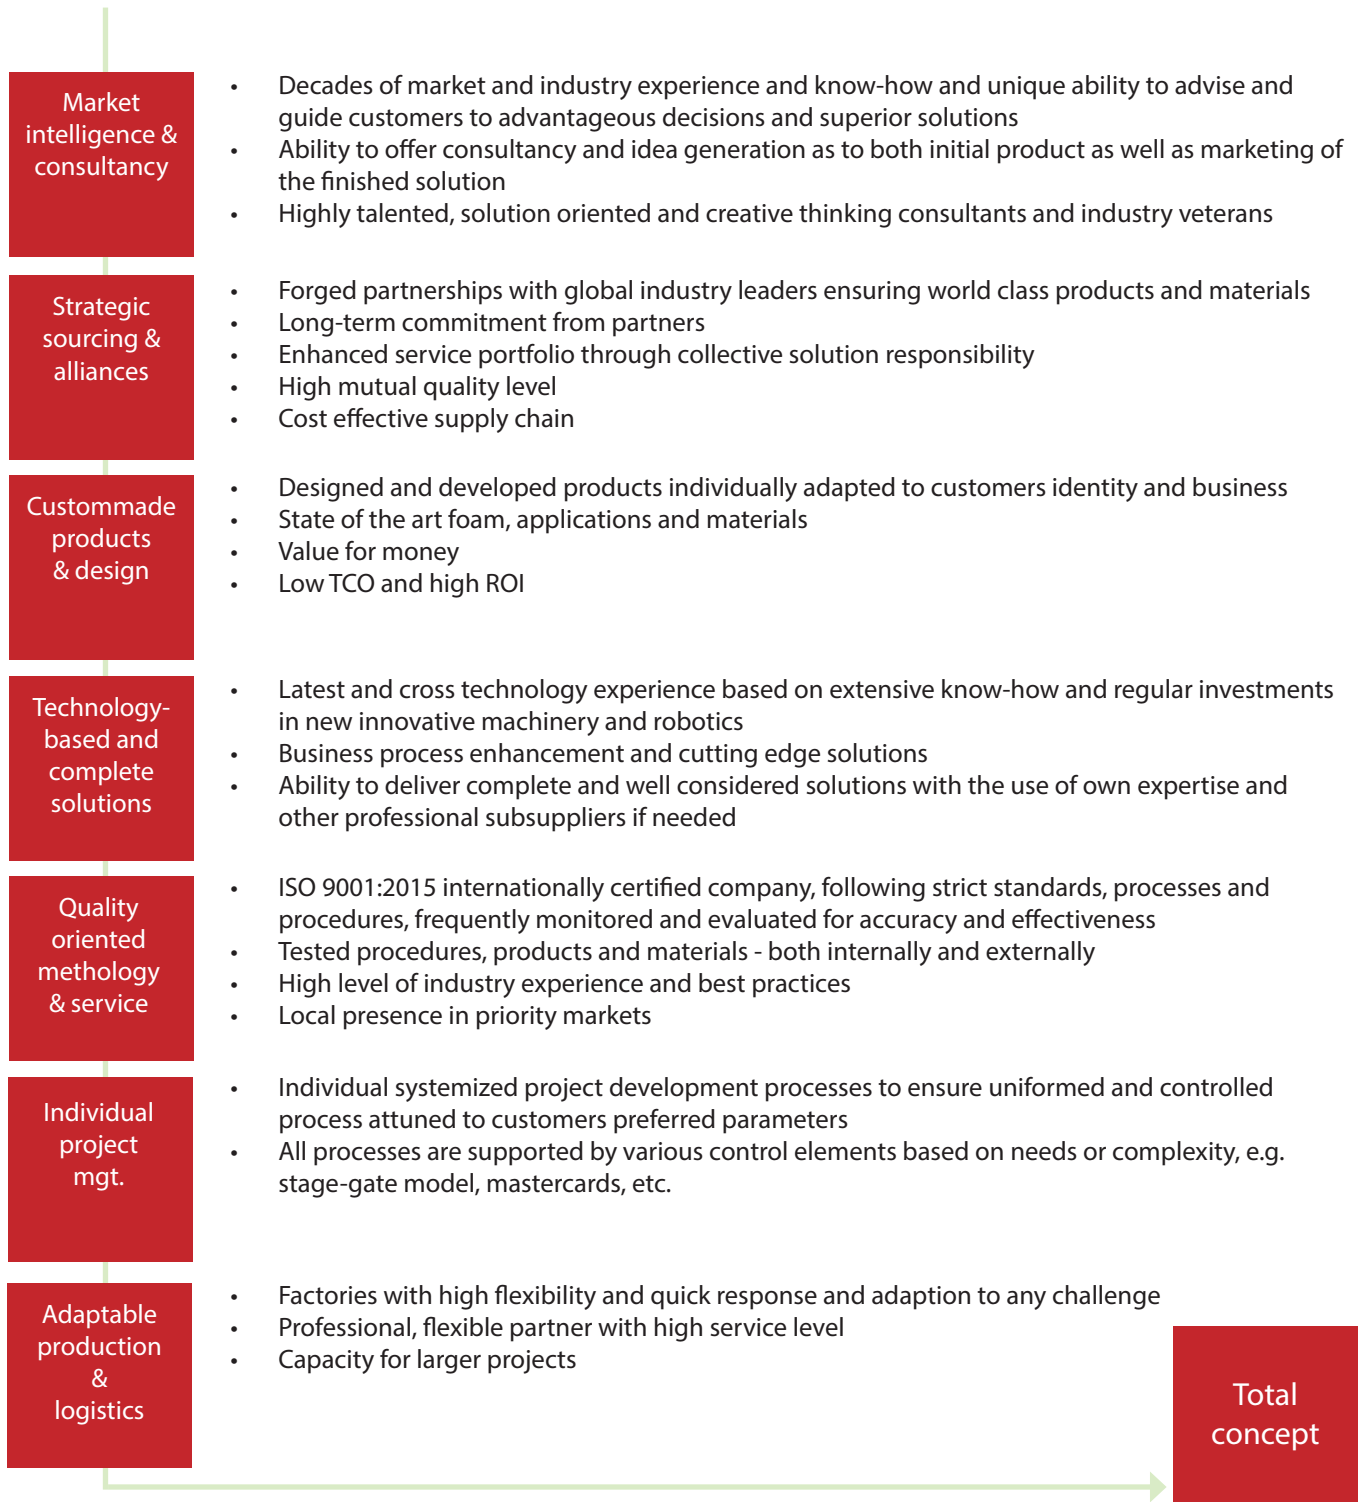 Market
intelligence &
consultancy
• Decades of market and industry experience and know-how and unique ability to advise and
guide customers to advantageous decisions and superior solutions
• Ability to offer consultancy and idea generation as to both initial product as well as marketing of
the finished solution
• Highly talented, solution oriented and creative thinking consultants and industry veterans
Strategic
sourcing &
alliances
• Forged partnerships with global industry leaders ensuring world class products and materials
• Long-term commitment from partners
• Enhanced service portfolio through collective solution responsibility
• High mutual quality level
• Cost effective supply chain
Custommade
products
& design
• Designed and developed products individually adapted to customers identity and business
• State of the art foam, applications and materials
• Value for money
• Low TCO and high ROI
Technology-
based and
complete
solutions
• Latest and cross technology experience based on extensive know-how and regular investments
in new innovative machinery and robotics
• Business process enhancement and cutting edge solutions
• Ability to deliver complete and well considered solutions with the use of own expertise and
other professional subsuppliers if needed
Quality
oriented
methology
& service
• ISO 9001:2015 internationally certified company, following strict standards, processes and
procedures, frequently monitored and evaluated for accuracy and effectiveness
• Tested procedures, products and materials - both internally and externally
• High level of industry experience and best practices
• Local presence in priority markets
Individual
project
mgt.
• Individual systemized project development processes to ensure uniformed and controlled
process attuned to customers preferred parameters
• All processes are supported by various control elements based on needs or complexity, e.g.
stage-gate model, mastercards, etc.
Adaptable
production
&
logistics
• Factories with high flexibility and quick response and adaption to any challenge
• Professional, flexible partner with high service level
• Capacity for larger projects
Total
concept